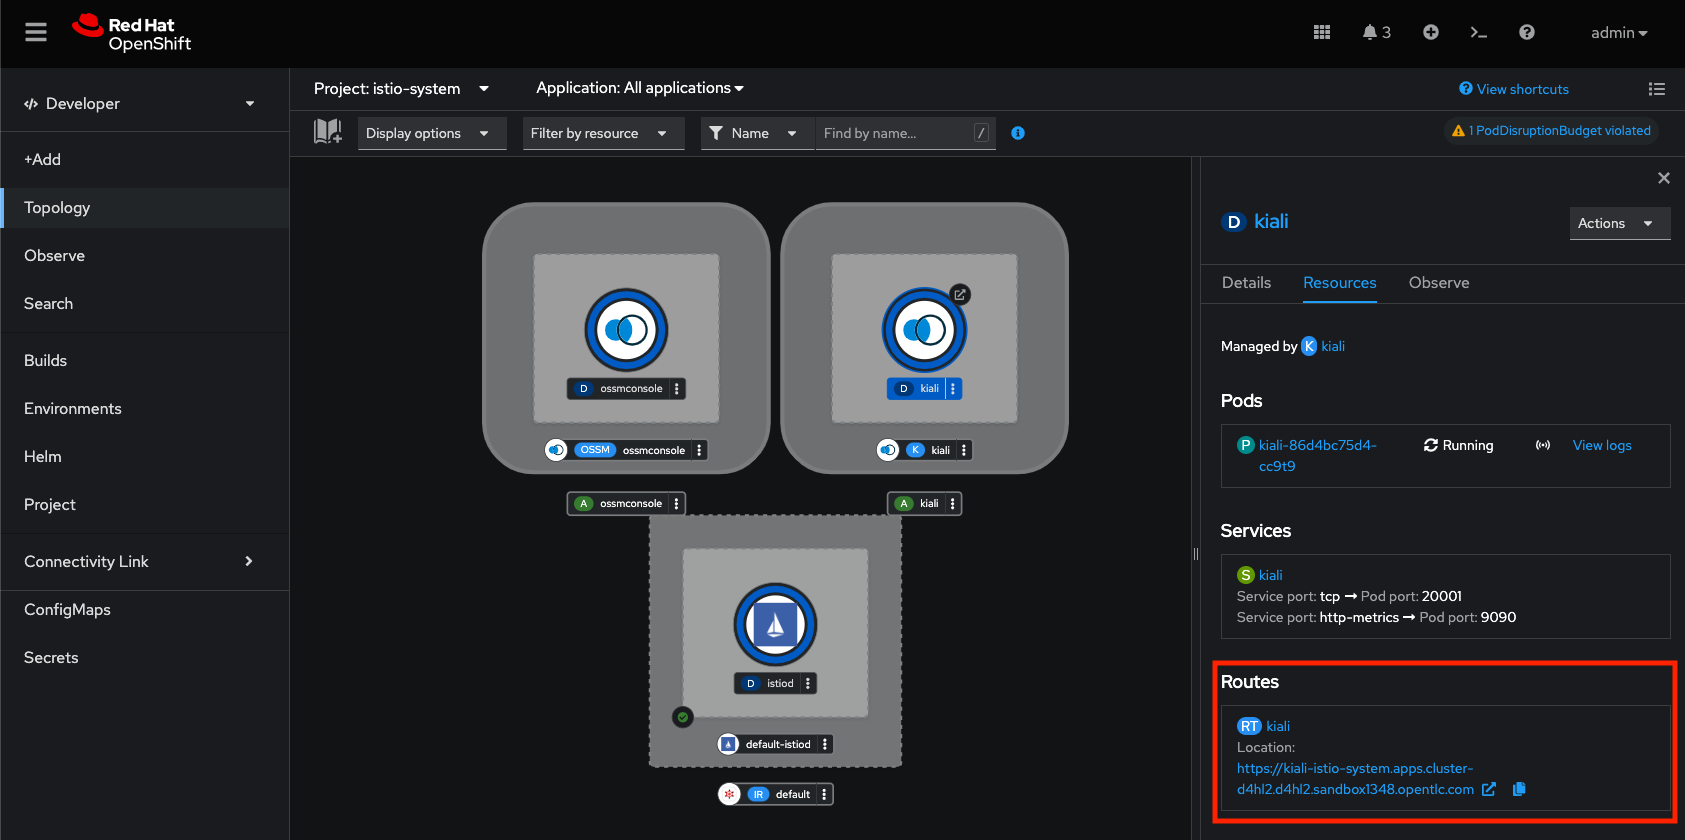 Red Hat
OpenShift
3
admin
Developer
+Add
Topology
Observe
Search
Builds
Environments
Helm
Project
Connectivity Link
ConfigMaps
Secrets
Project: istio-system
Application: All applications
View shortcuts
Display options
Filter by resource
Name
Find by name...
/
1 PodDisruptionBudget violated
D ossmconsole
OSSM ossmconsole
A ossmconsole
D kiali
K kiali
A kiali
D istiod
default-istiod
IR default
D kiali
Actions
Details
Resources
Observe
Managed by K kiali
Pods
P kiali-86d4bc75d4-
cc9t9
Running
View logs
Services
S kiali
Service port: tcp → Pod port: 20001
Service port: http-metrics → Pod port: 9090
Routes
RT kiali
Location:
https://kiali-istio-system.apps.cluster-
d4hl2.d4hl2.sandbox1348.opentlc.com